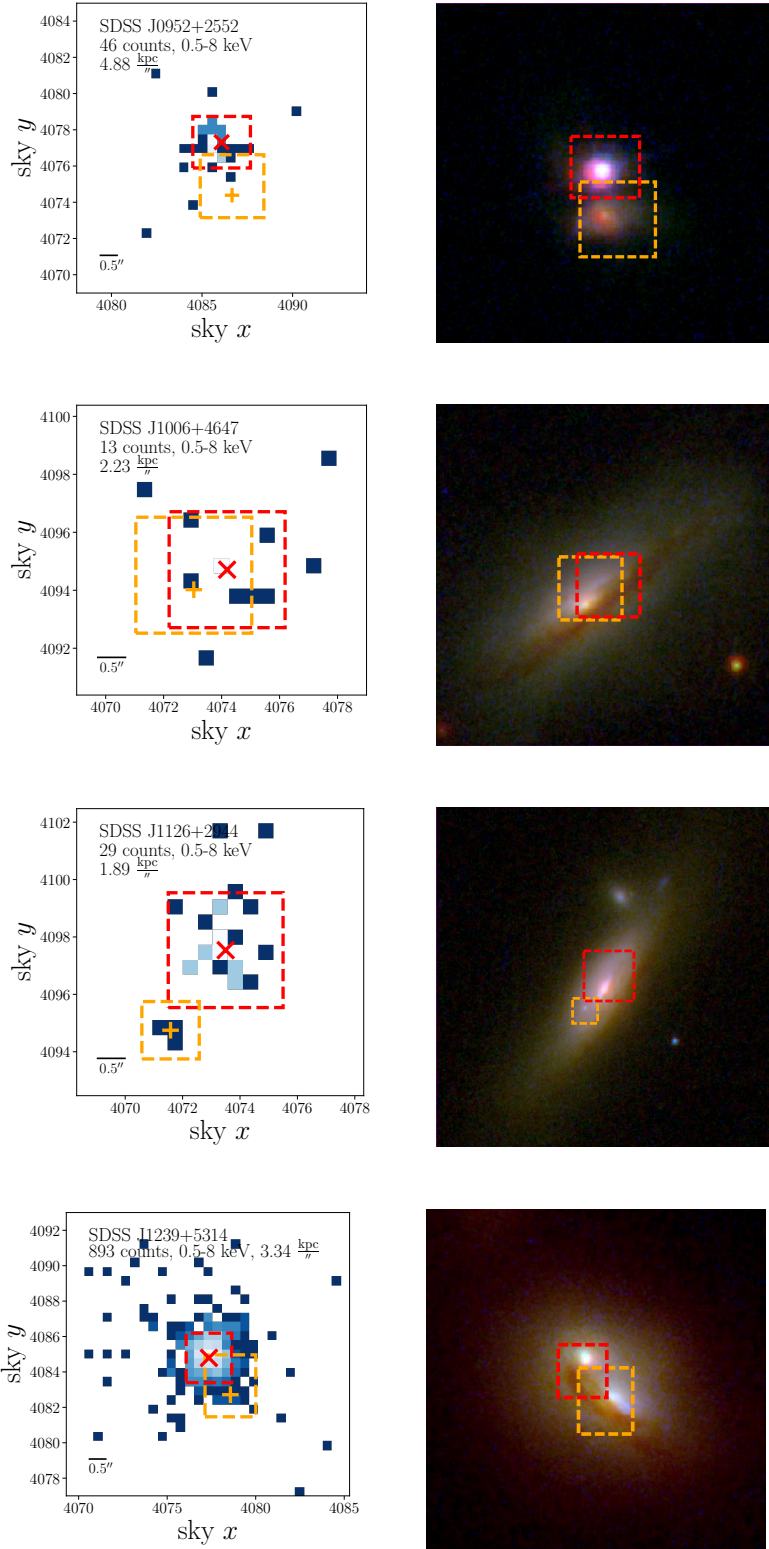 4084
4082
4080
4078
4076
4074
4072
4070
sky y
SDSS J0952+2552
46 counts, 0.5-8 keV
4.88 kpc/″
0.5″
4080 4085 4090
sky x
4100
4098
4096
4094
4092
sky y
SDSS J1006+4647
13 counts, 0.5-8 keV
2.23 kpc/″
0.5″
4070 4072 4074 4076 4078
sky x
4102
4100
4098
4096
4094
sky y
SDSS J1126+2944
29 counts, 0.5-8 keV
1.89 kpc/″
0.5″
4070 4072 4074 4076 4078
sky x
4092
4090
4088
4086
4084
4082
4080
4078
sky y
SDSS J1239+5314
893 counts, 0.5-8 keV, 3.34 kpc/″
0.5″
4070 4075 4080 4085
sky x